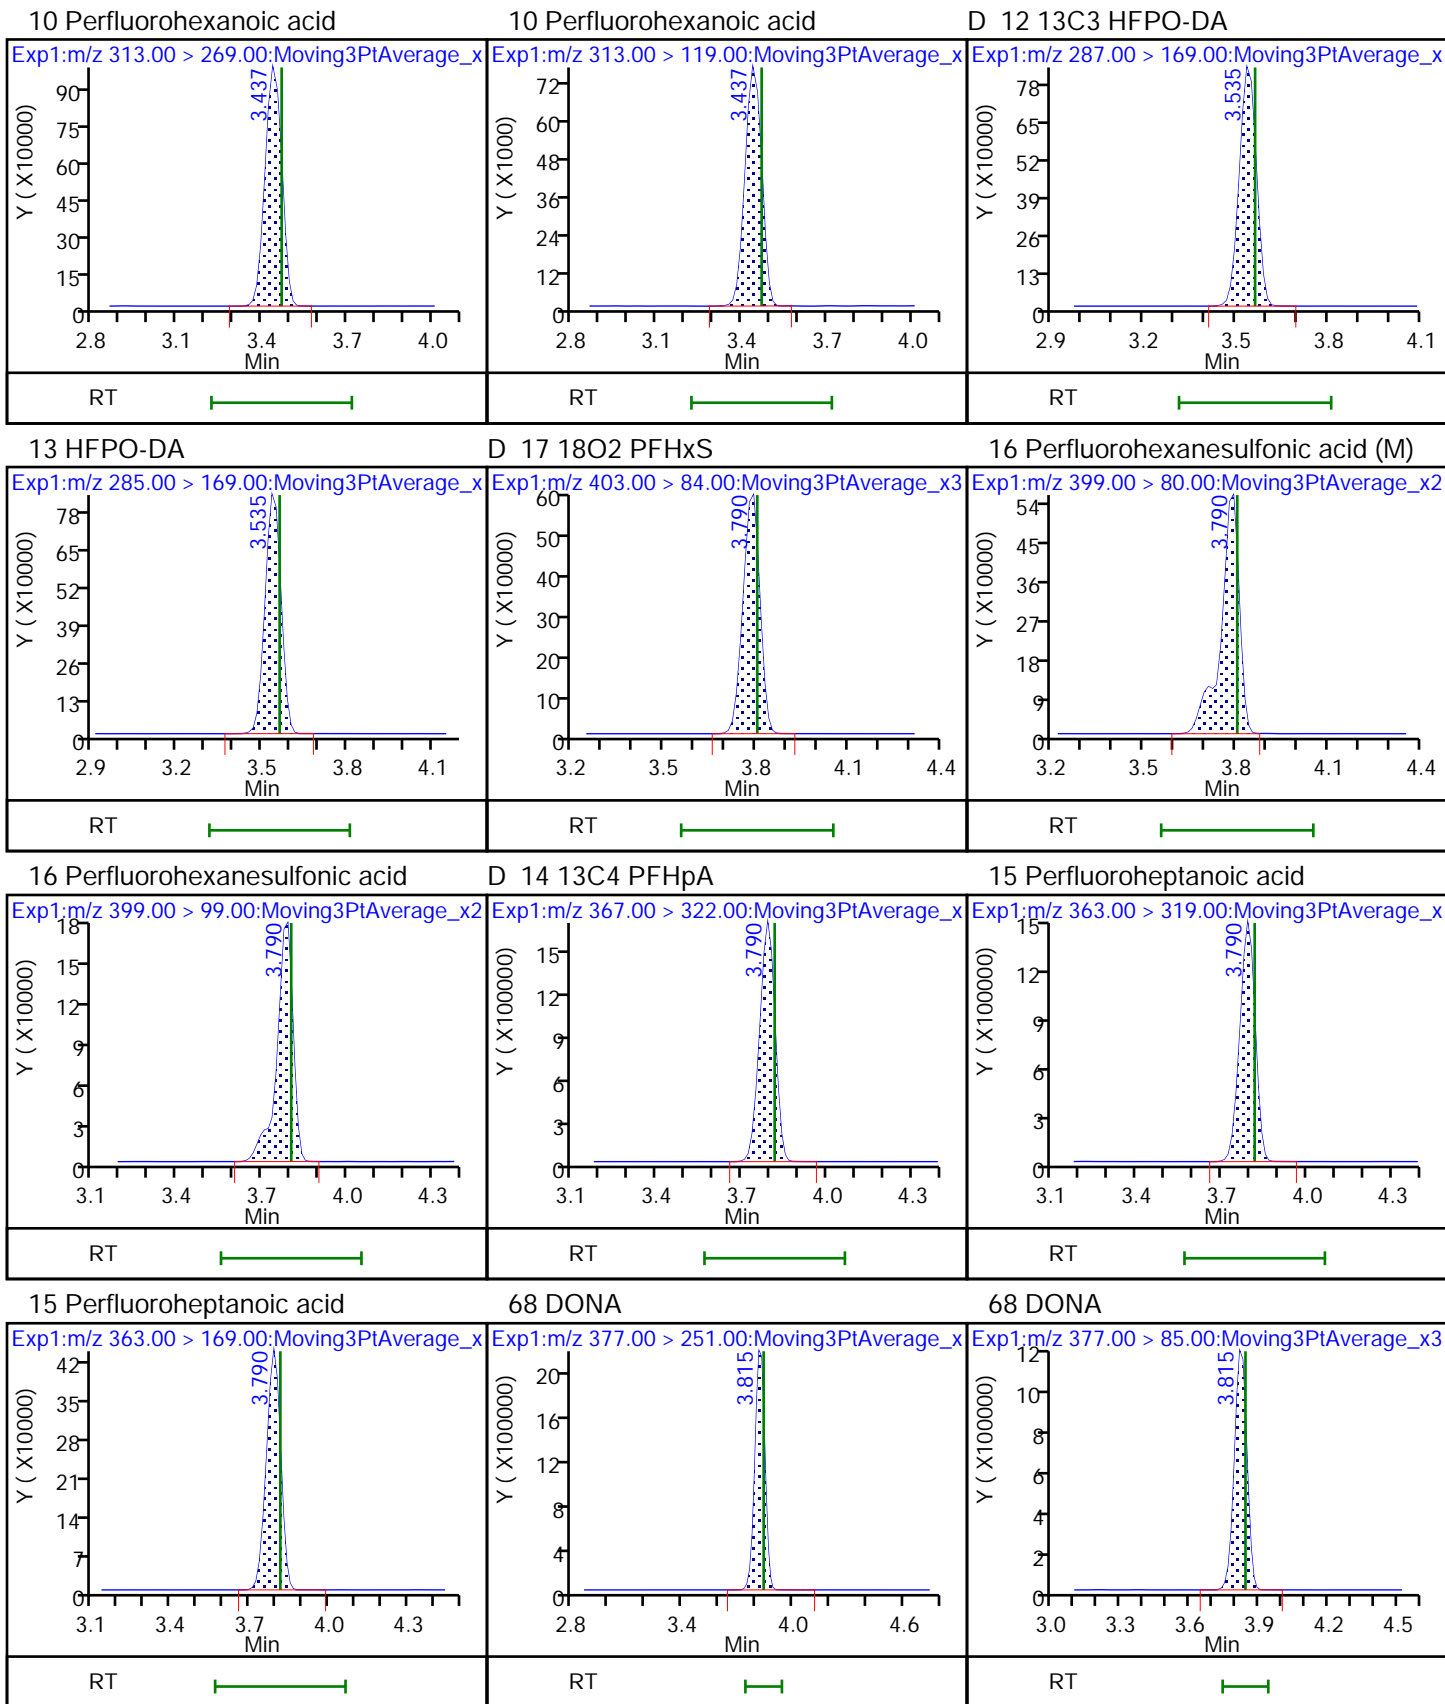 10 Perfluorohexanoic acid
Exp1:m/z 313.00 > 269.00:Moving3PtAverage_x
3.437
Y ( X10000)
90
75
60
45
30
15
0
2.8 3.1 3.4 3.7 4.0
Min
RT
10 Perfluorohexanoic acid
Exp1:m/z 313.00 > 119.00:Moving3PtAverage_x
3.437
Y ( X1000)
72
60
48
36
24
12
0
2.8 3.1 3.4 3.7 4.0
Min
RT
D 12 13C3 HFPO-DA
Exp1:m/z 287.00 > 169.00:Moving3PtAverage_x
3.535
Y ( X10000)
78
65
52
39
26
13
0
2.9 3.2 3.5 3.8 4.1
Min
RT
13 HFPO-DA
Exp1:m/z 285.00 > 169.00:Moving3PtAverage_x
3.535
Y ( X10000)
78
65
52
39
26
13
0
2.9 3.2 3.5 3.8 4.1
Min
RT
D 17 18O2 PFHxS
Exp1:m/z 403.00 > 84.00:Moving3PtAverage_x3
3.790
Y ( X10000)
60
50
40
30
20
10
0
3.2 3.5 3.8 4.1 4.4
Min
RT
16 Perfluorohexanesulfonic acid (M)
Exp1:m/z 399.00 > 80.00:Moving3PtAverage_x2
3.790
Y ( X10000)
54
45
36
27
18
9
0
3.2 3.5 3.8 4.1 4.4
Min
RT
16 Perfluorohexanesulfonic acid
Exp1:m/z 399.00 > 99.00:Moving3PtAverage_x2
3.790
Y ( X10000)
18
15
12
9
6
3
0
3.1 3.4 3.7 4.0 4.3
Min
RT
D 14 13C4 PFHpA
Exp1:m/z 367.00 > 322.00:Moving3PtAverage_x
3.790
Y ( X100000)
15
12
9
6
3
0
3.1 3.4 3.7 4.0 4.3
Min
RT
15 Perfluoroheptanoic acid
Exp1:m/z 363.00 > 319.00:Moving3PtAverage_x
3.790
Y ( X100000)
15
12
9
6
3
0
3.1 3.4 3.7 4.0 4.3
Min
RT
15 Perfluoroheptanoic acid
Exp1:m/z 363.00 > 169.00:Moving3PtAverage_x
3.790
Y ( X10000)
42
35
28
21
14
7
0
3.1 3.4 3.7 4.0 4.3
Min
RT
68 DONA
Exp1:m/z 377.00 > 251.00:Moving3PtAverage_x
3.815
Y ( X100000)
20
16
12
8
4
0
2.8 3.4 4.0 4.6
Min
RT
68 DONA
Exp1:m/z 377.00 > 85.00:Moving3PtAverage_x3
3.815
Y ( X100000)
12
10
8
6
4
2
0
3.0 3.3 3.6 3.9 4.2 4.5
Min
RT